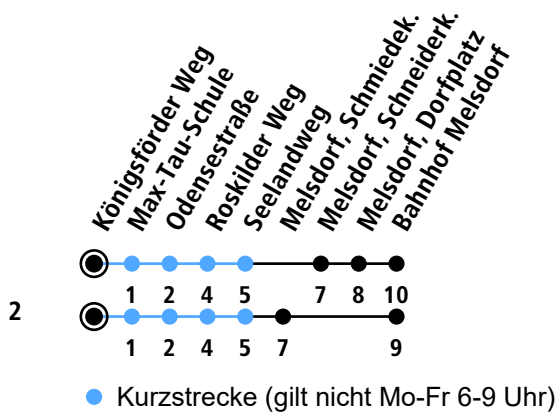 Königsförder Weg
Max-Tau-Schule
Odensestraße
Roskilder Weg
Seelandweg
Melsdorf, Schmiedek.
Melsdorf, Schneiderk.
Melsdorf, Dorfplatz
Bahnhof Melsdorf
1 2 4 5 7 8 10
2
1 2 4 5 7 9
Kurzstrecke (gilt nicht Mo-Fr 6-9 Uhr)